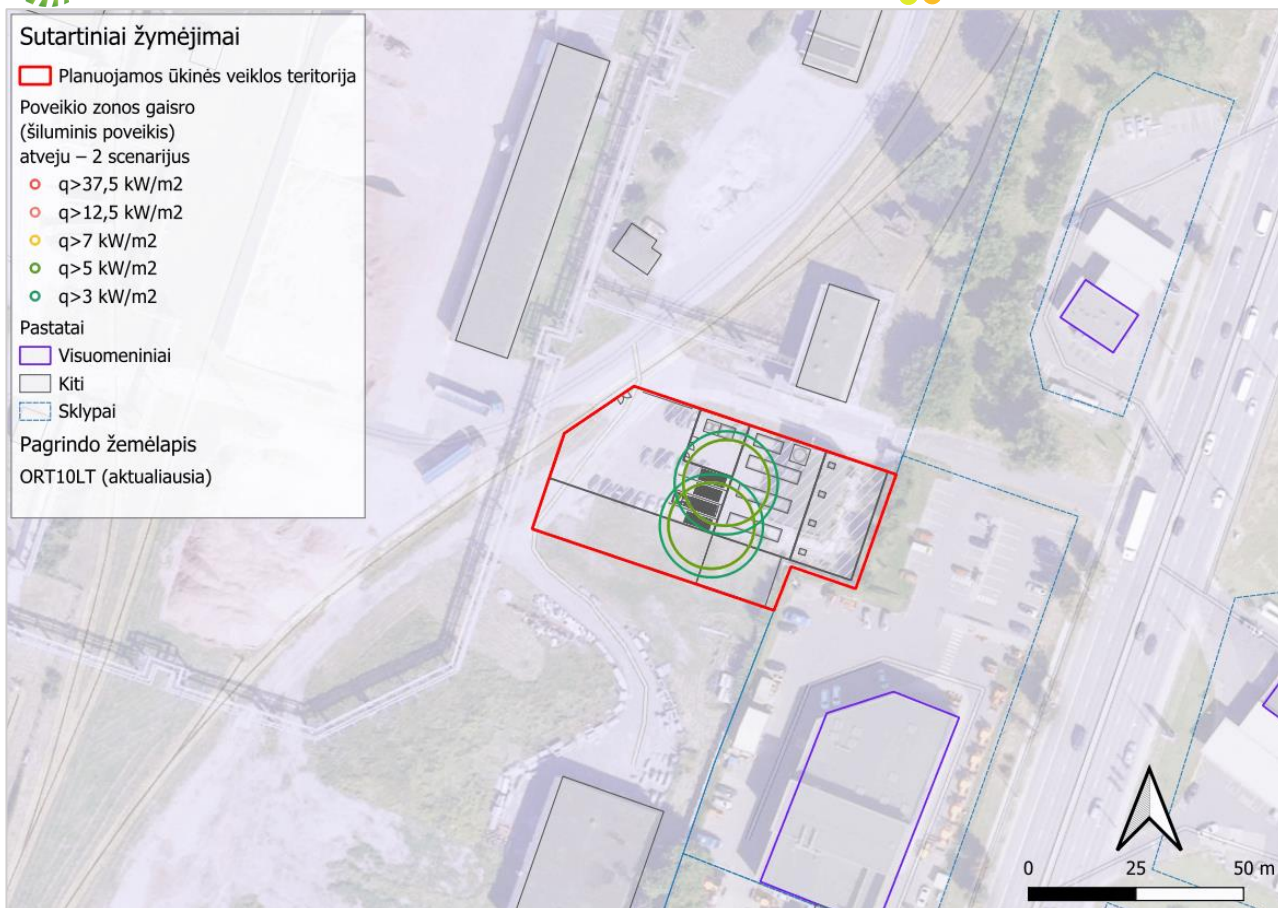 Sutartiniai žymėjimai
Planuojamos ūkinės veiklos teritorija
Poveikio zonos gaisro
(šiluminis poveikis)
atveju – 2 scenarijus
q>37,5 kW/m2
q>12,5 kW/m2
q>7 kW/m2
q>5 kW/m2
q>3 kW/m2
Pastatai
Visuomeniniai
Kiti
Sklypai
Pagrindo žemėlapis
ORT10LT (aktualiausia)
0 25 50 m